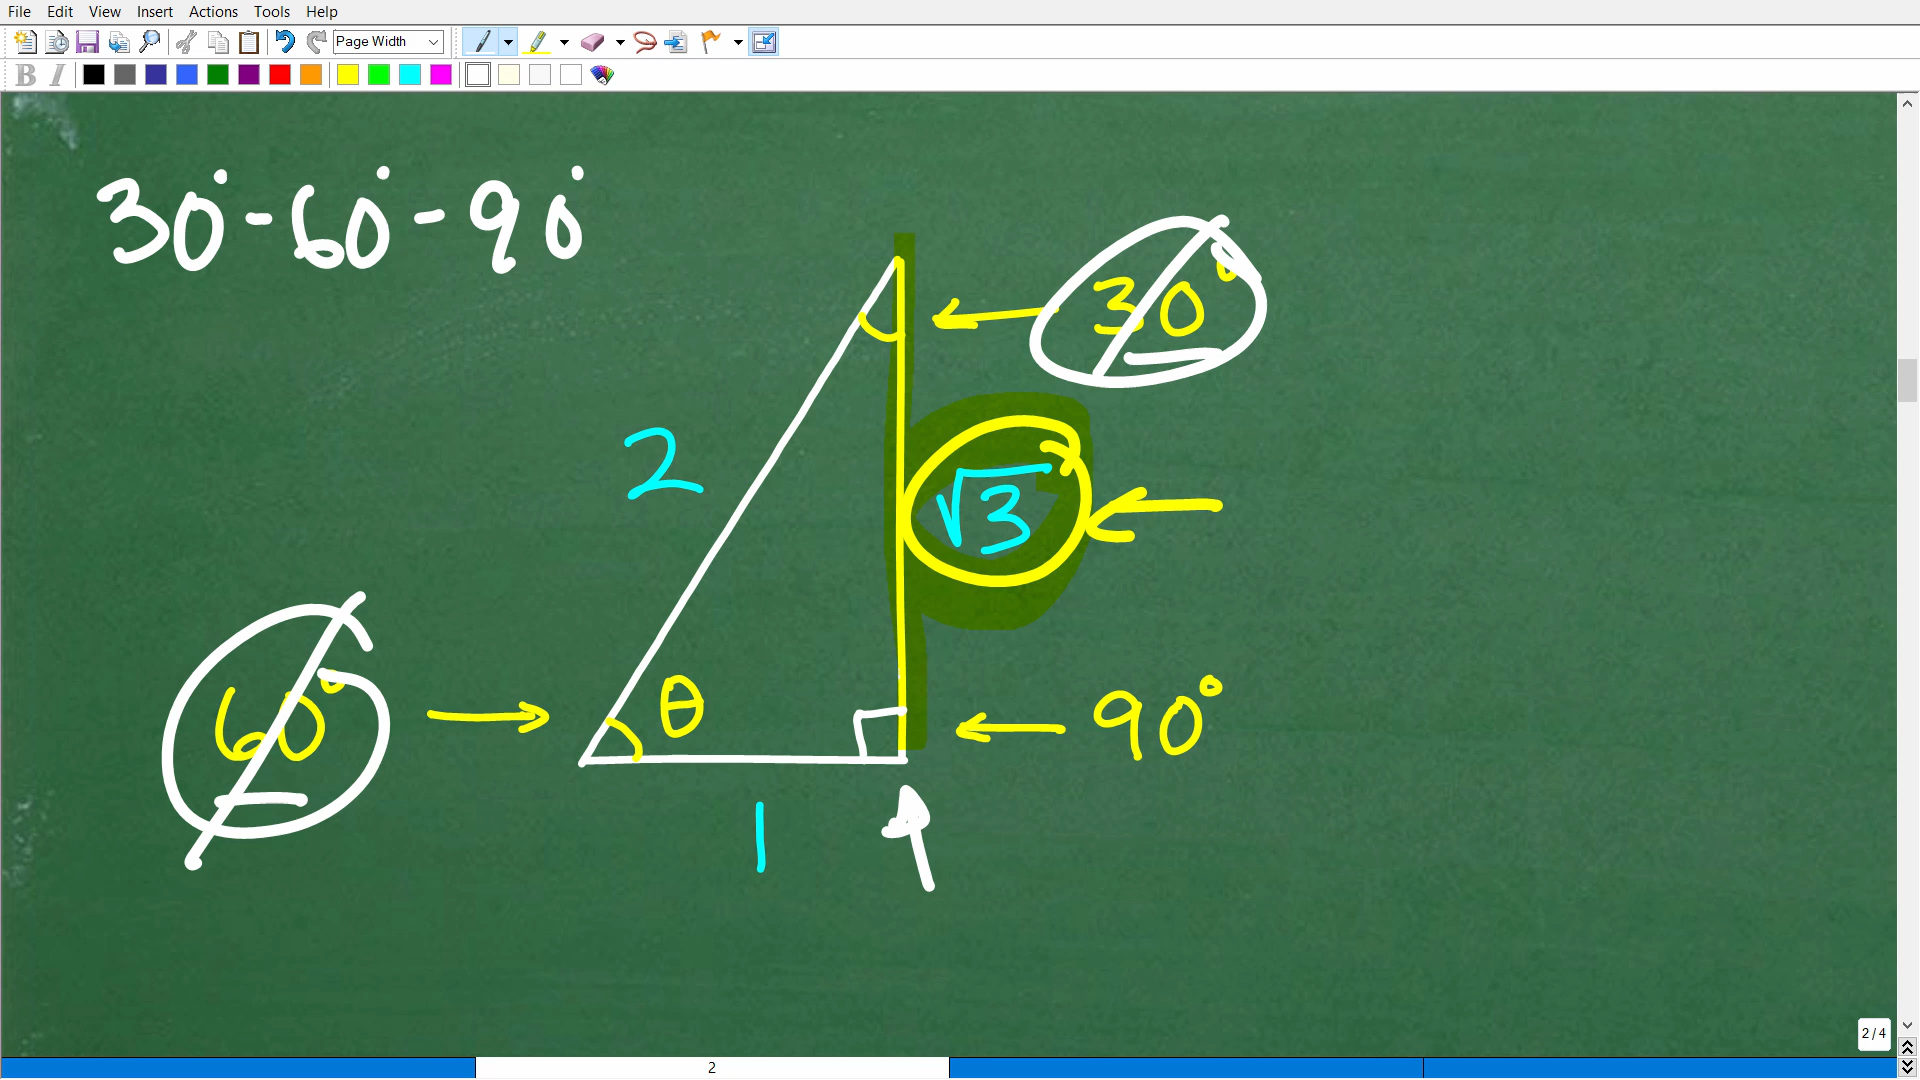 File Edit View Insert Actions Tools Help
Page Width
B I
30°-60°-90°
30°
2
√3
60°
θ
90°
1
2 / 4
2